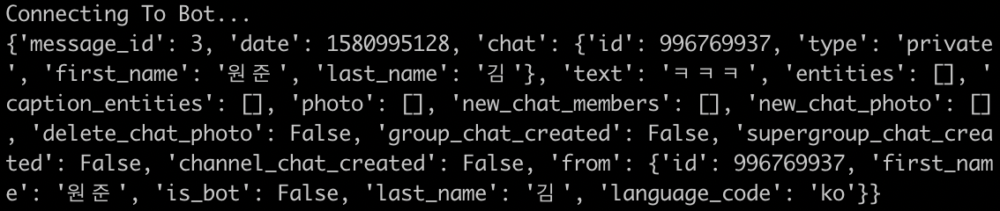 Connecting To Bot...
{'message_id': 3, 'date': 1580995128, 'chat': {'id': 996769937, 'type': 'private
', 'first_name': '원준', 'last_name': '김'}, 'text': 'ㅋㅋㅋ', 'entities': [], '
caption_entities': [], 'photo': [], 'new_chat_members': [], 'new_chat_photo': []
, 'delete_chat_photo': False, 'group_chat_created': False, 'supergroup_chat_crea
ted': False, 'channel_chat_created': False, 'from': {'id': 996769937, 'first_nam
e': '원준', 'is_bot': False, 'last_name': '김', 'language_code': 'ko'}}